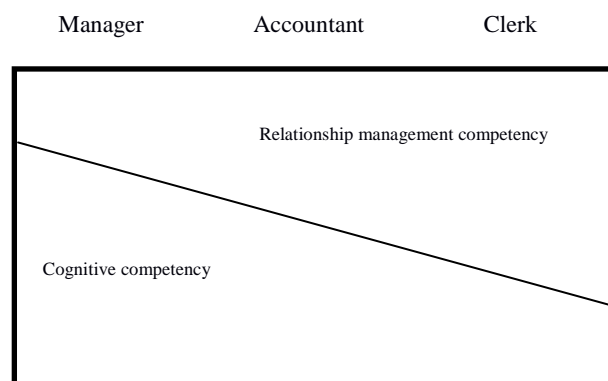 Manager Accountant Clerk
Relationship management competency
Cognitive competency